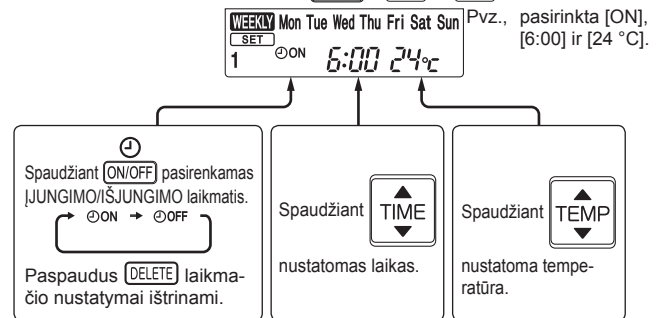 WEEKLY Mon Tue Wed Thu Fri Sat Sun
SET
1 ON 6:00 24°C
Pvz., pasirinkta [ON],
[6:00] ir [24 °C].
Spaudžiant ON/OFF pasirenkamas
ĮJUNGIMO/IŠJUNGIMO laikmatis.
ON → OFF
Paspaudus DELETE laikma-
čio nustatymai ištrinami.
Spaudžiant ▲ TIME ▼
nustatomas laikas.
Spaudžiant ▲ TEMP ▼
nustatoma tempe-
ratūra.